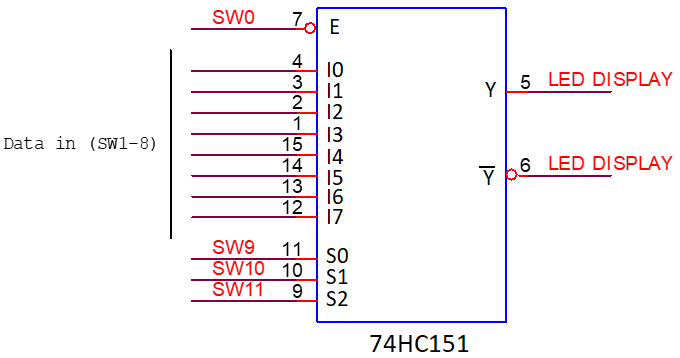 SW0 7 E
4 I0
3 I1
2 I2
Data in (SW1-8) 1 I3
15 I4
14 I5
13 I6
12 I7
SW9 11 S0
SW10 10 S1
SW11 9 S2
Y 5 LED DISPLAY
Y̅ 6 LED DISPLAY
74HC151